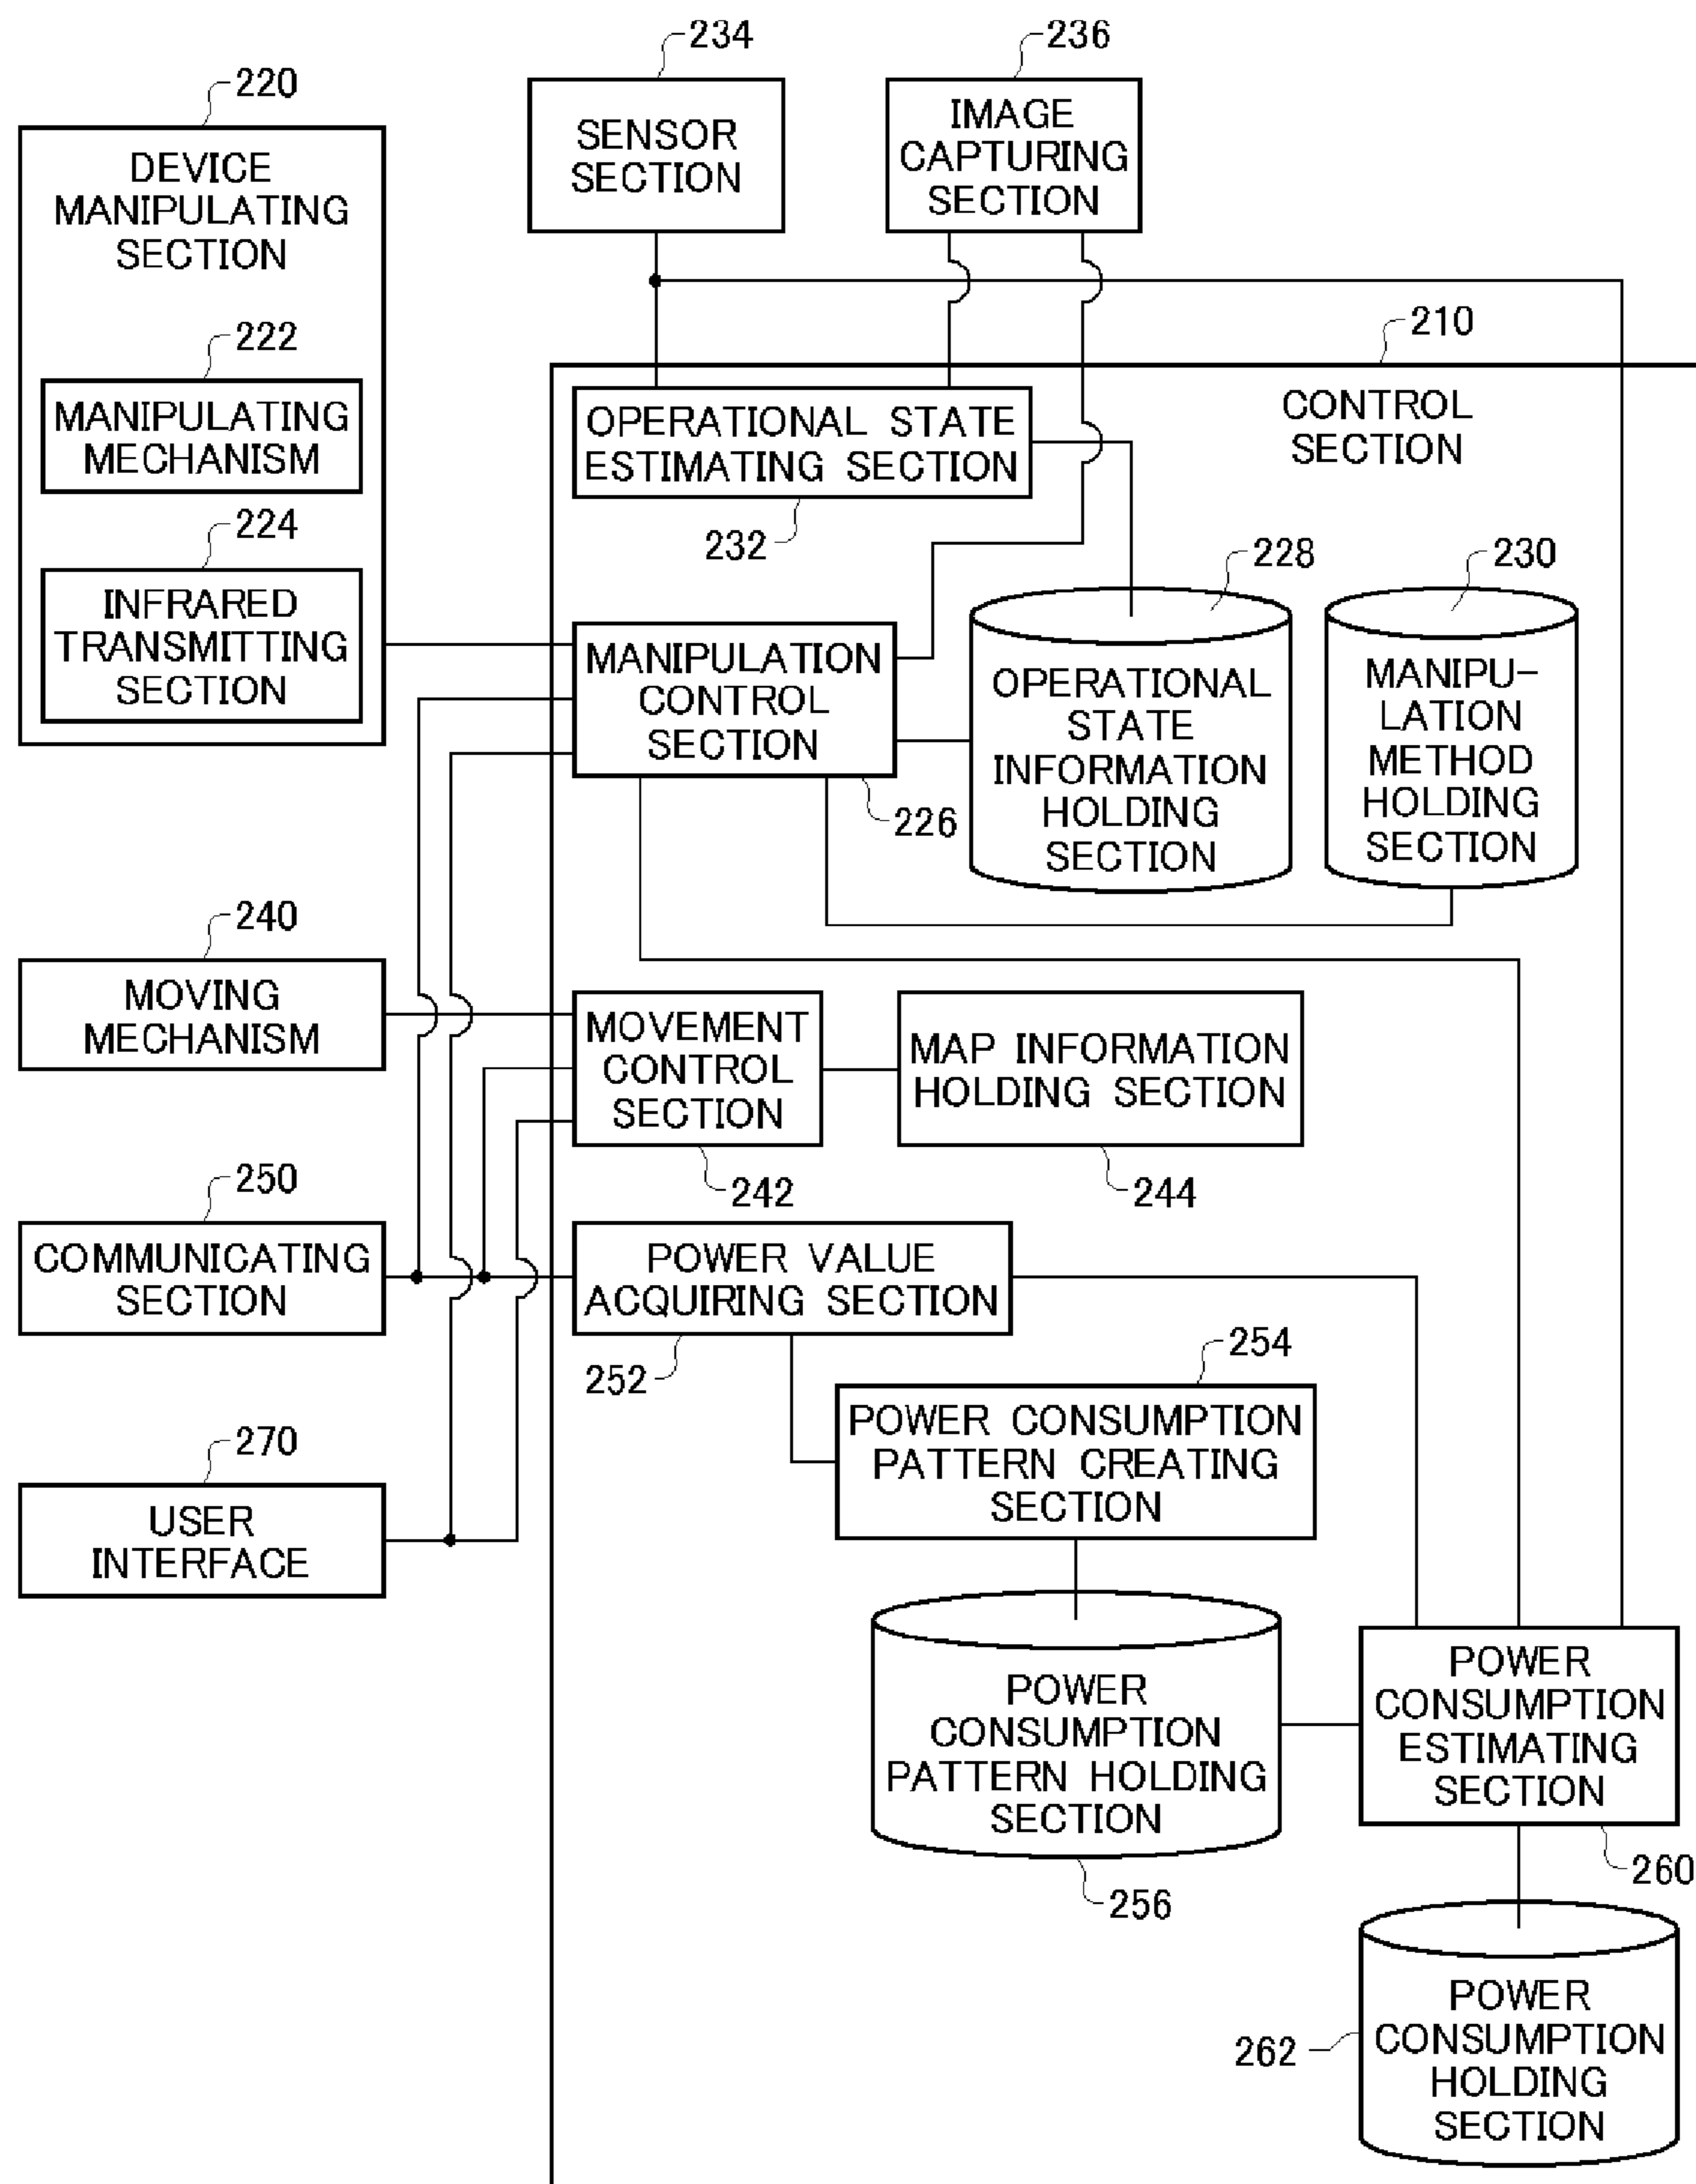 234
236
220
SENSOR
SECTION
IMAGE
CAPTURING
SECTION
DEVICE
MANIPULATING
SECTION
222
MANIPULATING
MECHANISM
224
INFRARED
TRANSMITTING
SECTION
210
CONTROL
SECTION
OPERATIONAL STATE
ESTIMATING SECTION
232
228
230
MANIPULATION
CONTROL
SECTION
226
OPERATIONAL
STATE
INFORMATION
HOLDING
SECTION
MANIPU-
LATION
METHOD
HOLDING
SECTION
240
MOVING
MECHANISM
MOVEMENT
CONTROL
SECTION
242
MAP INFORMATION
HOLDING SECTION
244
250
COMMUNICATING
SECTION
POWER VALUE
ACQUIRING SECTION
252
254
POWER CONSUMPTION
PATTERN CREATING
SECTION
270
USER
INTERFACE
POWER
CONSUMPTION
PATTERN HOLDING
SECTION
256
POWER
CONSUMPTION
ESTIMATING
SECTION
260
262
POWER
CONSUMPTION
HOLDING
SECTION